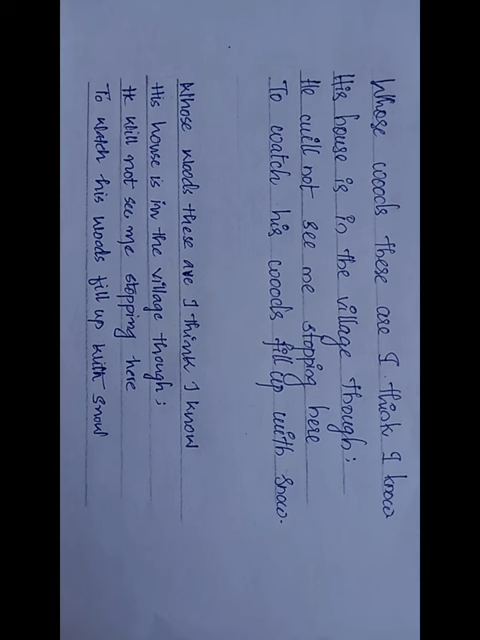 Whose woods these are I think I know
His house is in the village though;
He will not see me stopping here
To watch his woods fill up with snow.
Whose woods these are I think I know
His house is in the village though;
He will not see me stopping here
To watch his woods fill up with snow